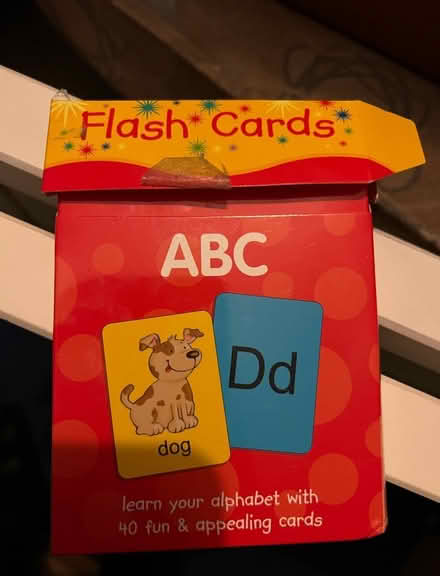 Flash Cards
ABC
Dd
dog
learn your alphabet with
40 fun & appealing cards